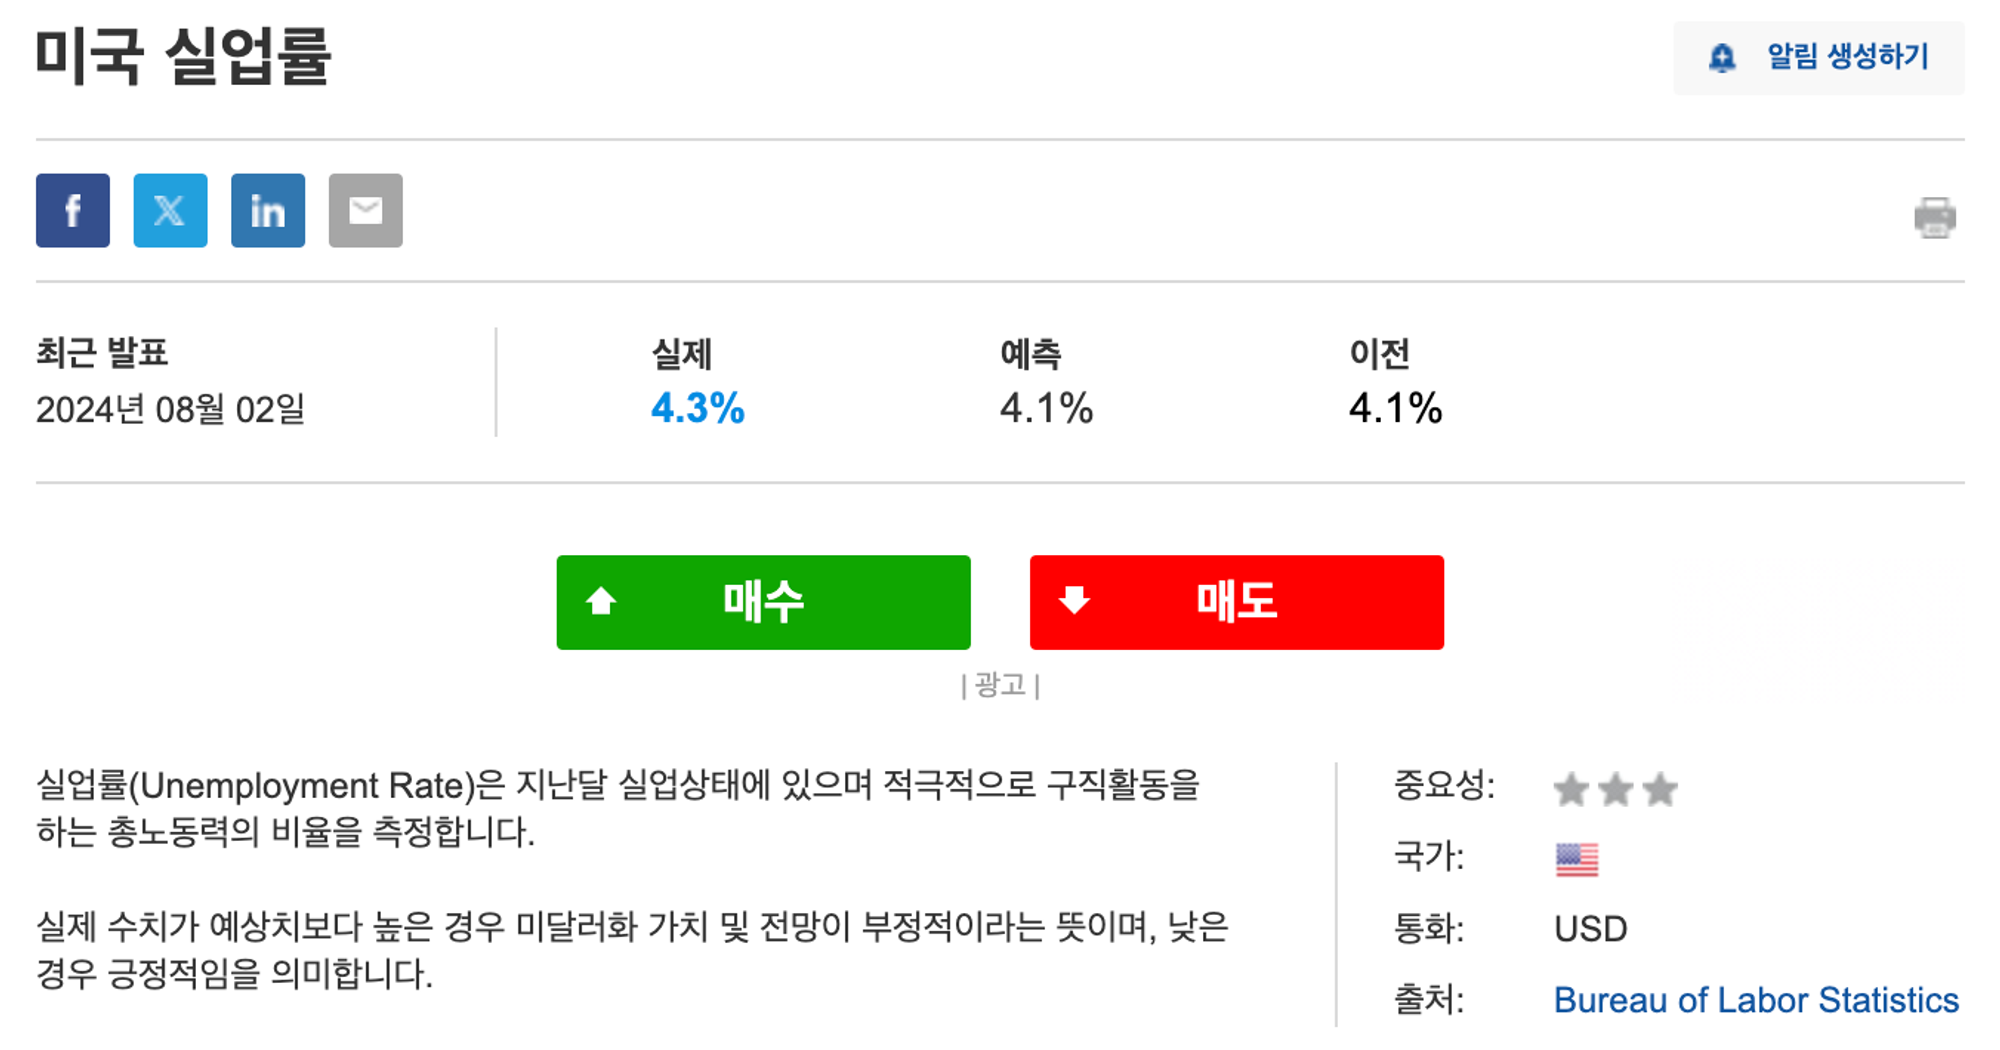 미국 실업률
알림 생성하기
f
X
in
최근 발표
2024년 08월 02일
실제
4.3%
예측
4.1%
이전
4.1%
매수
매도
| 광고 |
실업률(Unemployment Rate)은 지난달 실업상태에 있으며 적극적으로 구직활동을
하는 총노동력의 비율을 측정합니다.
실제 수치가 예상치보다 높은 경우 미달러화 가치 및 전망이 부정적이라는 뜻이며, 낮은
경우 긍정적임을 의미합니다.
중요성:
국가:
통화: USD
출처: Bureau of Labor Statistics